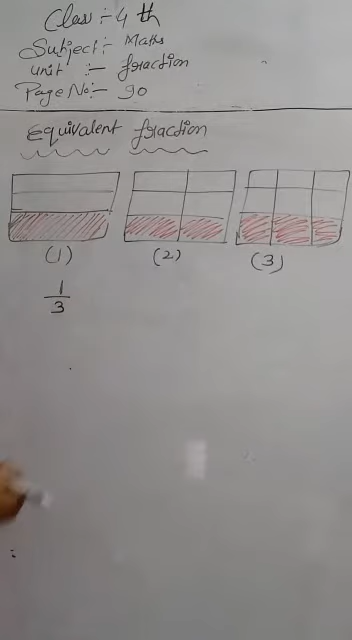 Class :- 4 th
Subject :- Maths
unit :- fraction
Page No :- 90
Equivalent fraction
(1) (2) (3)
1
3